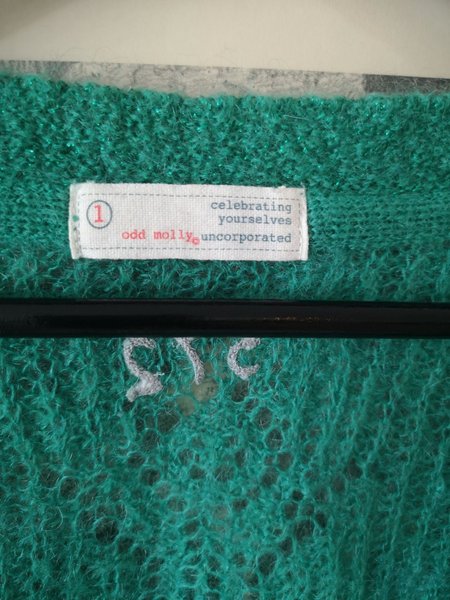 1
celebrating
yourselves
odd molly© uncorporated